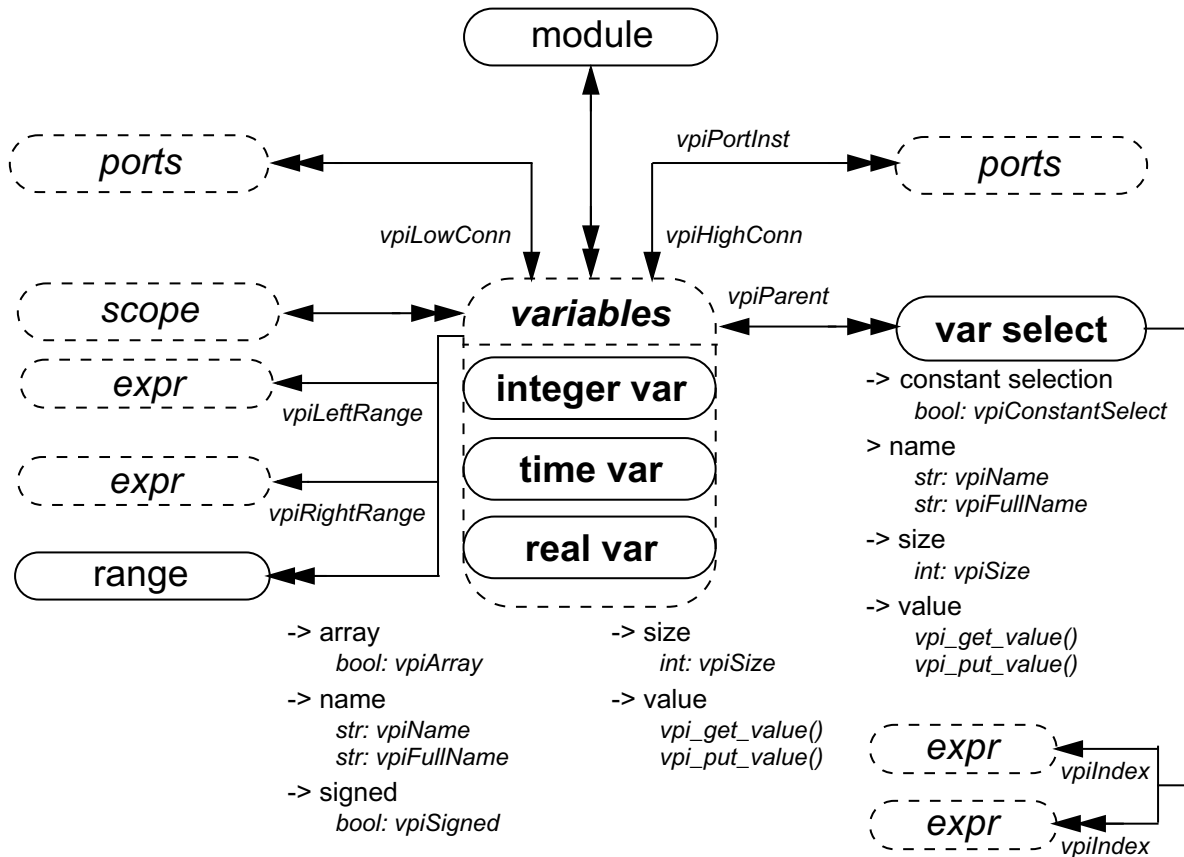 module
ports
vpiPortInst
ports
vpiLowConn
vpiHighConn
scope
variables
vpiParent
var select
expr
vpiLeftRange
integer var
-> constant selection
bool: vpiConstantSelect
expr
vpiRightRange
time var
> name
str: vpiName
str: vpiFullName
range
real var
-> size
int: vpiSize
-> value
vpi_get_value()
vpi_put_value()
-> array
bool: vpiArray
-> name
str: vpiName
str: vpiFullName
-> signed
bool: vpiSigned
-> size
int: vpiSize
-> value
vpi_get_value()
vpi_put_value()
expr
vpiIndex
expr
vpiIndex